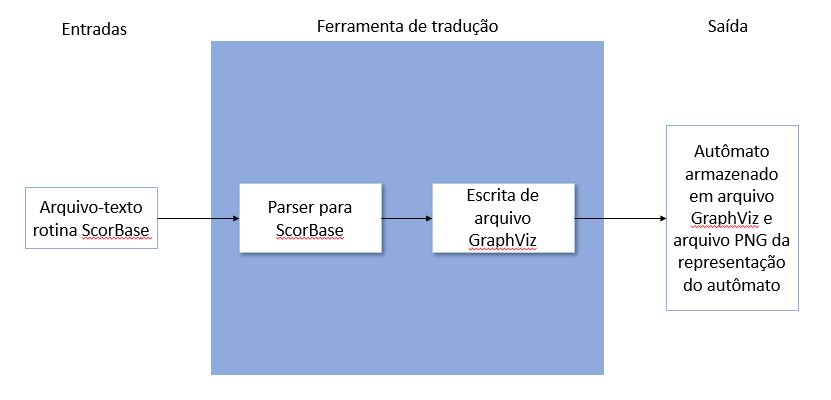 Entradas
Ferramenta de tradução
Saída
Arquivo-texto
rotina ScorBase
Parser para
ScorBase
Escrita de
arquivo
GraphViz
Autômato
armazenado
em arquivo
GraphViz e
arquivo PNG da
representação
do autômato